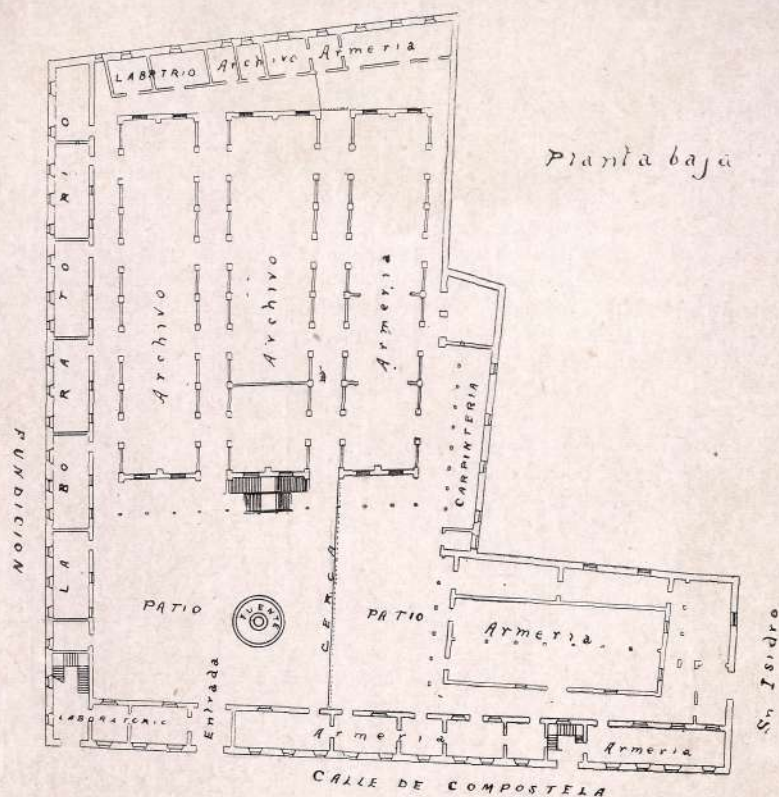 LABRTRIO Archivo Armeria
Planta baja
LABORATORIO
Archivo
Archivo
Armeria
CARPINTERIA
FUNDICION
PATIO
FUENTE
CERCA
PATIO
Armeria
Sn Isidro
LABORATORIO
Entrada
Armeria
Armeria
CALLE DE COMPOSTELA